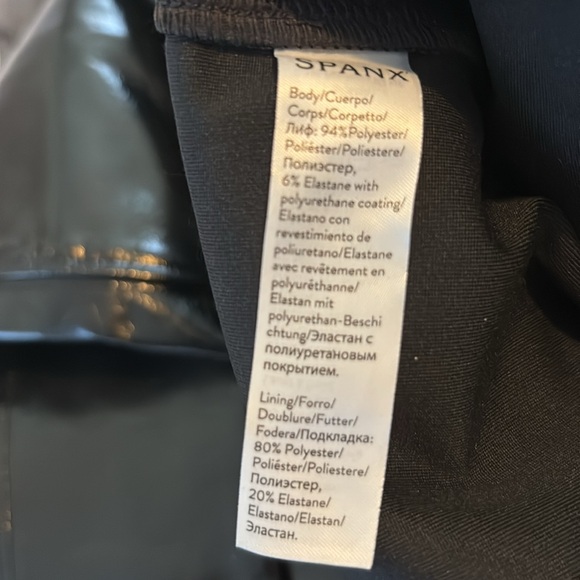 SPANX
Body/Cuerpo/
Corps/Corpetto/
Лиф: 94%Polyester/
Poliéster/Poliestere/
Полиэстер,
6% Elastane with
polyurethane coating/
Elastano con
revestimiento de
poliuretano/Elastane
avec revêtement en
polyuréthanne/
Elastan mit
polyurethan-Beschi
chtung/Эластан с
полиуретановым
покрытием.
Lining/Forro/
Doublure/Futter/
Fodera/Подкладка:
80% Polyester/
Poliéster/Poliestere/
Полиэстер,
20% Elastane/
Elastano/Elastan/
Эластан.